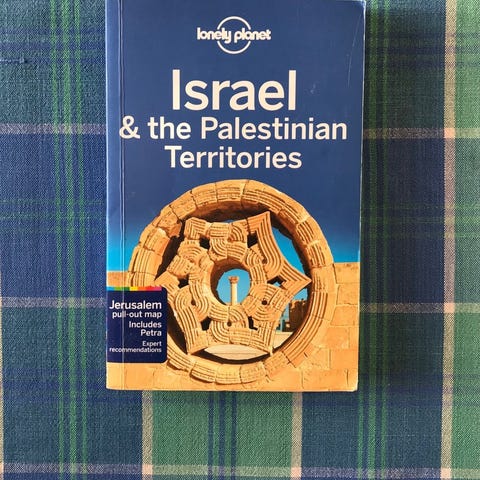 lonely planet
Israel
& the Palestinian
Territories
Jerusalem
pull-out map
Includes
Petra
Expert
recommendations